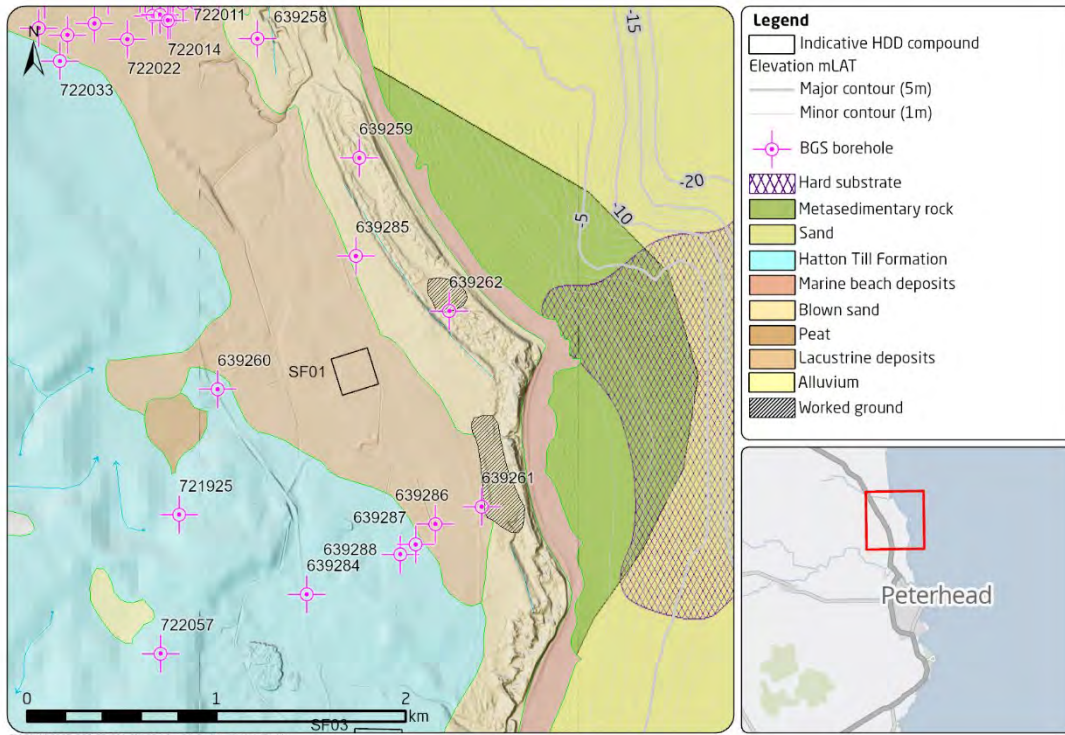 722011
639258
N
722014
722022
722033
-15
639259
-20
-10
-5
639285
639262
639260
SF01
721925
639261
639286
639287
639288
639284
722057
0 1 2
km
SF03
Legend
Indicative HDD compound
Elevation mLAT
Major contour (5m)
Minor contour (1m)
BGS borehole
Hard substrate
Metasedimentary rock
Sand
Hatton Till Formation
Marine beach deposits
Blown sand
Peat
Lacustrine deposits
Alluvium
Worked ground
Peterhead